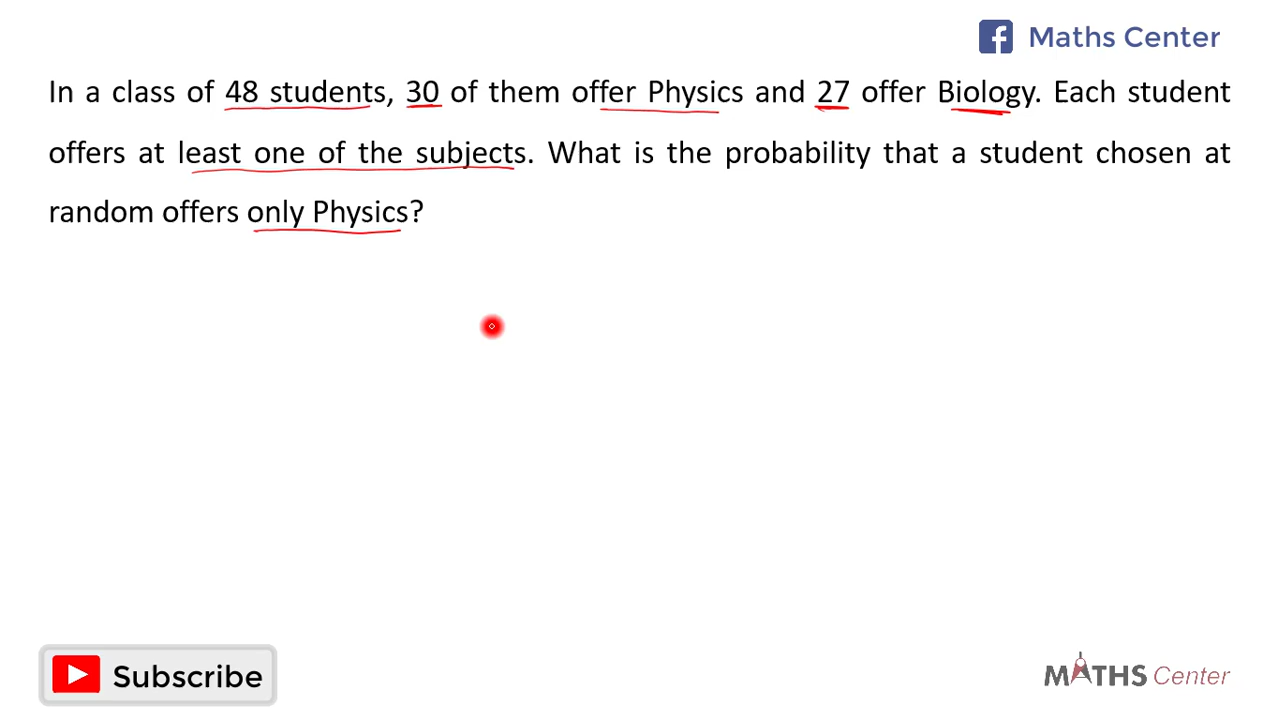 Maths Center
In a class of 48 students, 30 of them offer Physics and 27 offer Biology. Each student
offers at least one of the subjects. What is the probability that a student chosen at
random offers only Physics?
Subscribe
MATHS Center